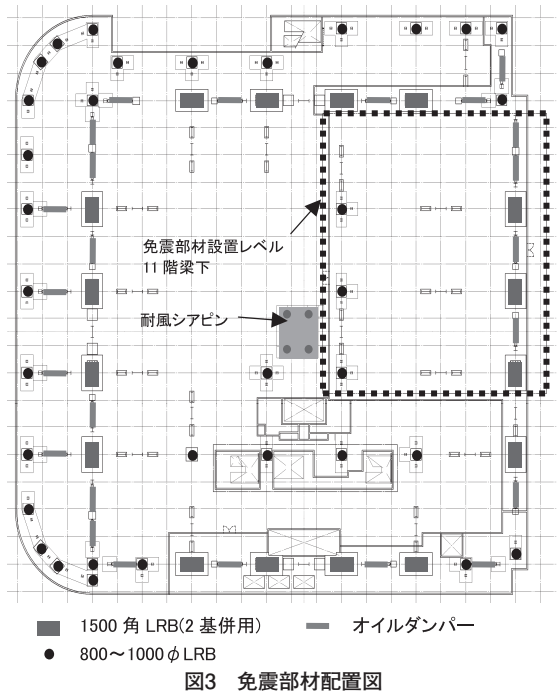 免震部材設置レベル
11 階梁下
耐風シアピン
1500 角 LRB(2 基併用)
オイルダンパー
800～1000φLRB
図3 免震部材配置図